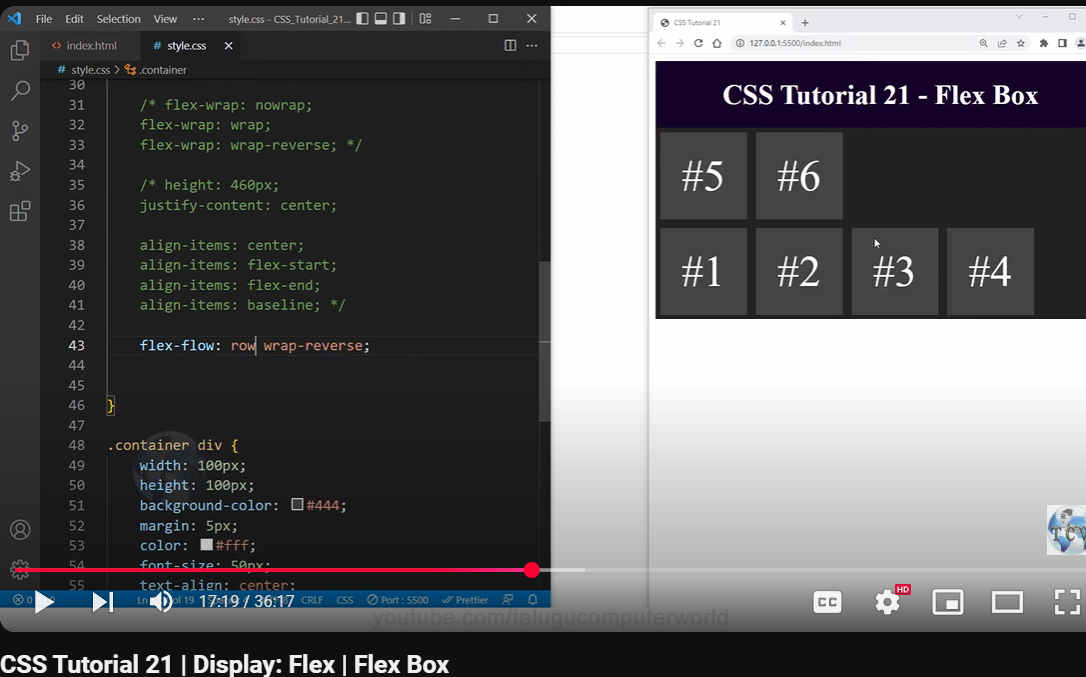 File Edit Selection View ··· style.css - CSS_Tutorial_21...
index.html # style.css
# style.css > .container
30
31 /* flex-wrap: nowrap;
32 flex-wrap: wrap;
33 flex-wrap: wrap-reverse; */
34
35 /* height: 460px;
36 justify-content: center;
37
38 align-items: center;
39 align-items: flex-start;
40 align-items: flex-end;
41 align-items: baseline; */
42
43 flex-flow: row wrap-reverse;
44
45
46 }
47
48 .container div {
49 width: 100px;
50 height: 100px;
51 background-color: #444;
52 margin: 5px;
53 color: #fff;
54 font-size: 50px;
55 text-align: center;
CRLF CSS Port : 5500 Prettier
CSS Tutorial 21
127.0.0.1:5500/index.html
CSS Tutorial 21 - Flex Box
#5 #6
#1 #2 #3 #4
TCW
17:19 / 36:17
CC HD
youtube.com/telugucomputerworld
CSS Tutorial 21 | Display: Flex | Flex Box